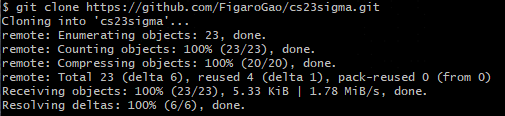 $ git clone https://github.com/FigaroGao/cs23sigma.git
Cloning into 'cs23sigma'...
remote: Enumerating objects: 23, done.
remote: Counting objects: 100% (23/23), done.
remote: Compressing objects: 100% (20/20), done.
remote: Total 23 (delta 6), reused 4 (delta 1), pack-reused 0 (from 0)
Receiving objects: 100% (23/23), 5.33 KiB | 1.78 MiB/s, done.
Resolving deltas: 100% (6/6), done.